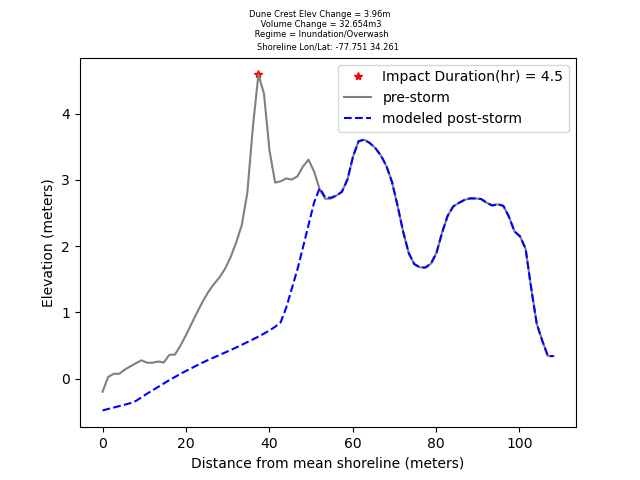 Dune Crest Elev Change = 3.96m
Volume Change = 32.654m3
Regime = Inundation/Overwash
Shoreline Lon/Lat: -77.751 34.261
Impact Duration(hr) = 4.5
pre-storm
modeled post-storm
Elevation (meters)
4
3
2
1
0
0 20 40 60 80 100
Distance from mean shoreline (meters)